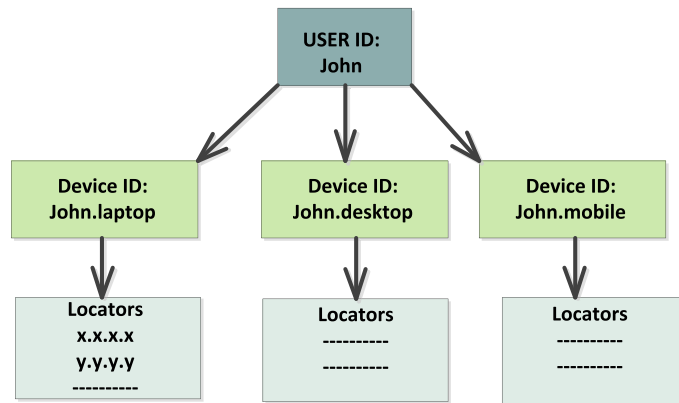 USER ID:
John
Device ID:
John.laptop
Device ID:
John.desktop
Device ID:
John.mobile
Locators
x.x.x.x
y.y.y.y
----------
Locators
----------
----------
Locators
----------
----------